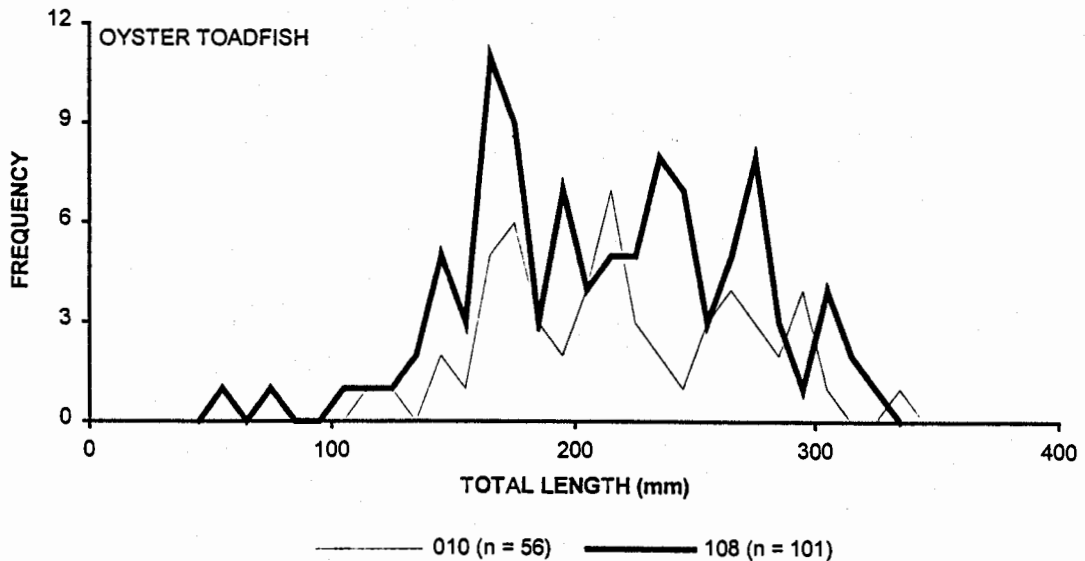 OYSTER TOADFISH
FREQUENCY
12
9
6
3
0
0 100 200 300 400
TOTAL LENGTH (mm)
010 (n = 56) 108 (n = 101)